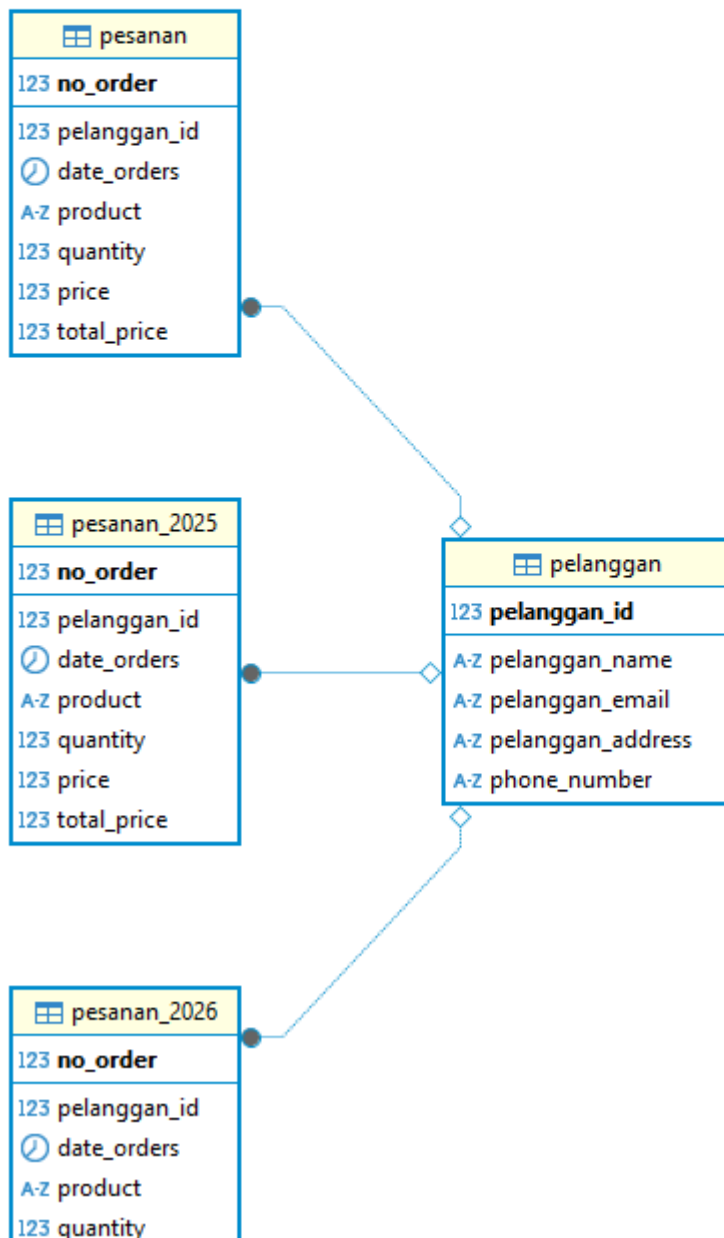 pesanan
123 no_order
123 pelanggan_id
date_orders
A-Z product
123 quantity
123 price
123 total_price
pesanan_2025
123 no_order
123 pelanggan_id
date_orders
A-Z product
123 quantity
123 price
123 total_price
pelanggan
123 pelanggan_id
A-Z pelanggan_name
A-Z pelanggan_email
A-Z pelanggan_address
A-Z phone_number
pesanan_2026
123 no_order
123 pelanggan_id
date_orders
A-Z product
123 quantity